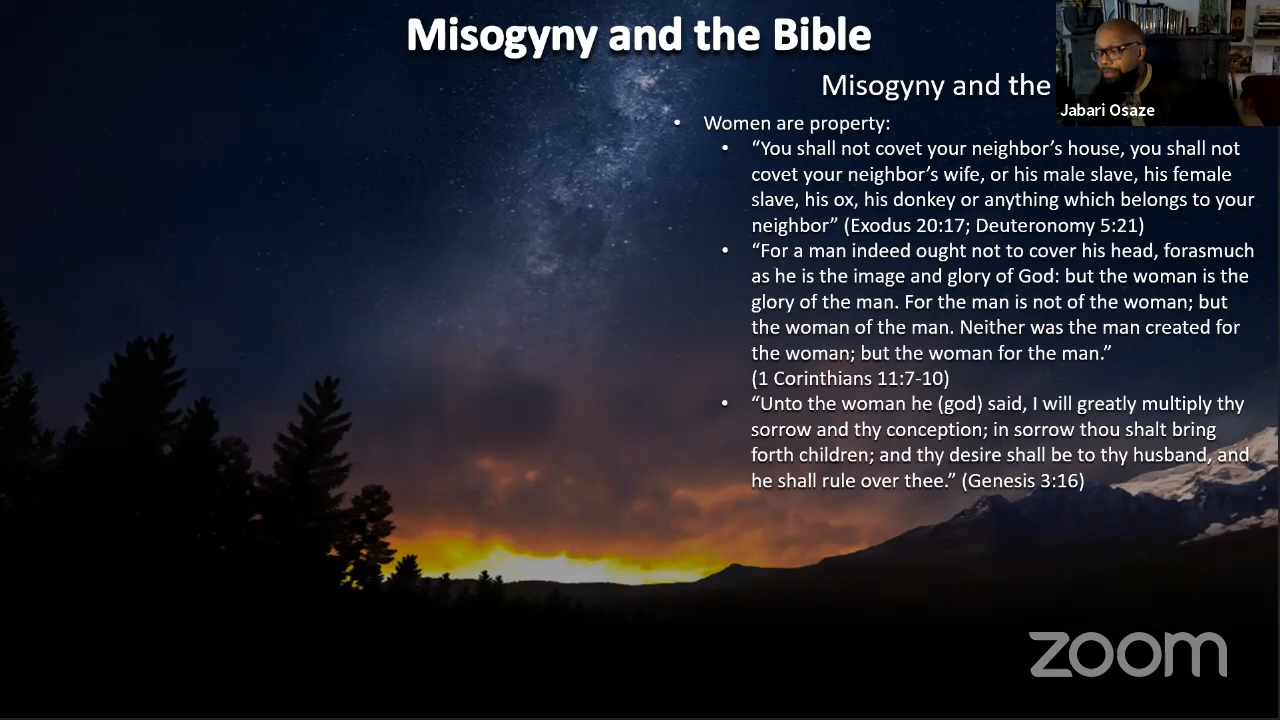 Misogyny and the Bible
Misogyny and the
Jabari Osaze
• Women are property:
• “You shall not covet your neighbor’s house, you shall not
covet your neighbor’s wife, or his male slave, his female
slave, his ox, his donkey or anything which belongs to your
neighbor” (Exodus 20:17; Deuteronomy 5:21)
• “For a man indeed ought not to cover his head, forasmuch
as he is the image and glory of God: but the woman is the
glory of the man. For the man is not of the woman; but
the woman of the man. Neither was the man created for
the woman; but the woman for the man.”
(1 Corinthians 11:7-10)
• “Unto the woman he (god) said, I will greatly multiply thy
sorrow and thy conception; in sorrow thou shalt bring
forth children; and thy desire shall be to thy husband, and
he shall rule over thee.” (Genesis 3:16)
zoom